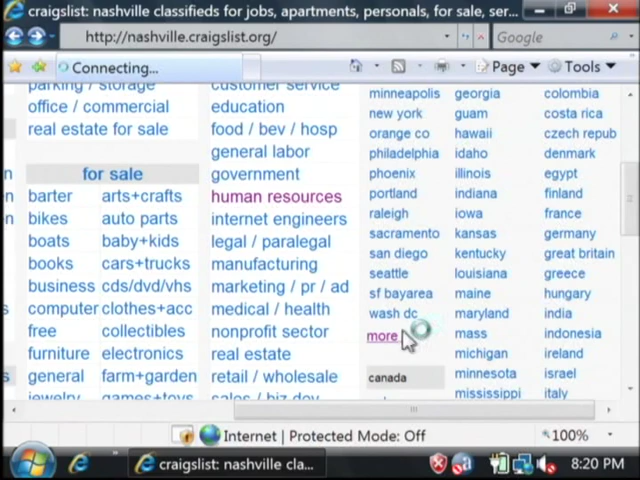 craigslist: nashville classifieds for jobs, apartments, personals, for sale, ser...
http://nashville.craigslist.org/
Google
Connecting...
Page
Tools
parking / storage
office / commercial
real estate for sale
for sale
barter
arts+crafts
bikes
auto parts
boats
baby+kids
books
cars+trucks
business
cds/dvd/vhs
computer
clothes+acc
free
collectibles
furniture
electronics
general
farm+garden
jewelry
games+toys
customer service
education
food / bev / hosp
general labor
government
human resources
internet engineers
legal / paralegal
manufacturing
marketing / pr / ad
medical / health
nonprofit sector
real estate
retail / wholesale
sales / biz dev
minneapolis
new york
orange co
philadelphia
phoenix
portland
raleigh
sacramento
san diego
seattle
sf bayarea
wash dc
more
canada
georgia
guam
hawaii
idaho
illinois
indiana
iowa
kansas
kentucky
louisiana
maine
maryland
mass
michigan
minnesota
mississippi
colombia
costa rica
czech repub
denmark
egypt
finland
france
germany
great britain
greece
hungary
india
indonesia
ireland
israel
italy
Internet | Protected Mode: Off
100%
craigslist: nashville cla...
8:20 PM